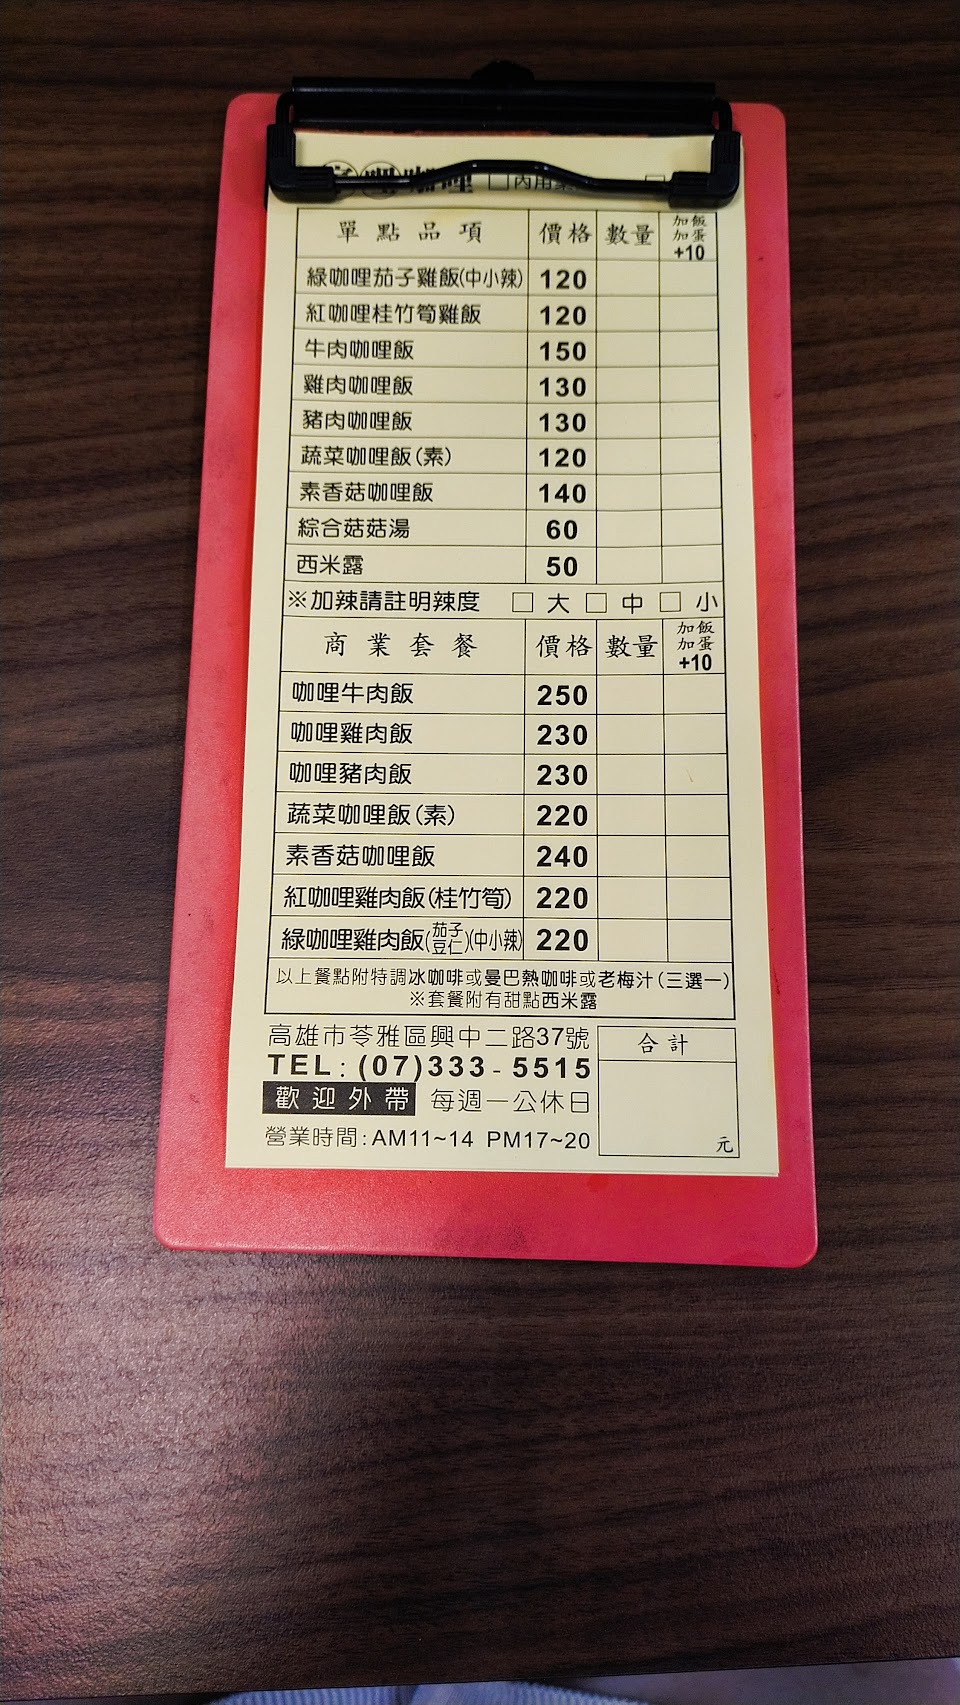 咖哩 □內用
單點品項 價格 數量 加飯 加蛋 +10
綠咖哩茄子雞飯(中小辣) 120
紅咖哩桂竹筍雞飯 120
牛肉咖哩飯 150
雞肉咖哩飯 130
豬肉咖哩飯 130
蔬菜咖哩飯(素) 120
素香菇咖哩飯 140
綜合菇菇湯 60
西米露 50
※加辣請註明辣度 □ 大 □ 中 □ 小
商業套餐 價格 數量 加飯 加蛋 +10
咖哩牛肉飯 250
咖哩雞肉飯 230
咖哩豬肉飯 230
蔬菜咖哩飯(素) 220
素香菇咖哩飯 240
紅咖哩雞肉飯(桂竹筍) 220
綠咖哩雞肉飯(茄子豆仁)(中小辣) 220
以上餐點附特調冰咖啡或曼巴熱咖啡或老梅汁(三選一)
※套餐附有甜點西米露
高雄市苓雅區興中二路37號
TEL:(07)333-5515
歡迎外帶 每週一公休日
營業時間:AM11~14 PM17~20
合計
元